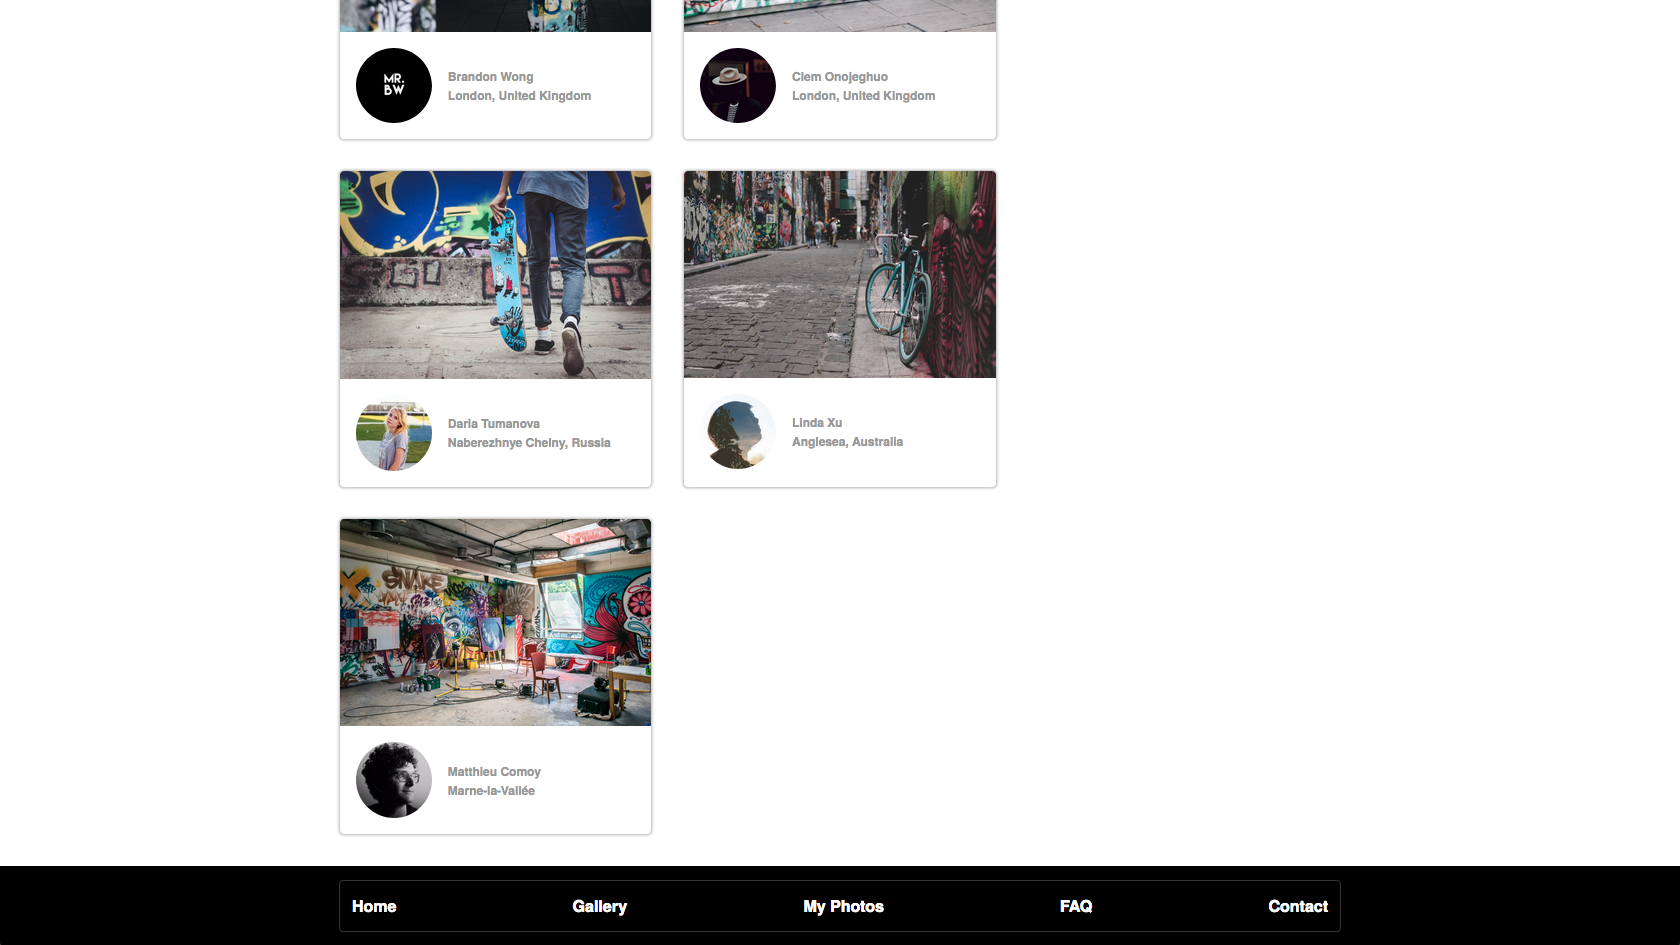 MR.
BW
Brandon Wong
London, United Kingdom
Clem Onojeghuo
London, United Kingdom
Daria Tumanova
Naberezhnye Chelny, Russia
Linda Xu
Anglesea, Australia
SNAKE
Matthieu Comoy
Marne-la-Vallée
Home
Gallery
My Photos
FAQ
Contact